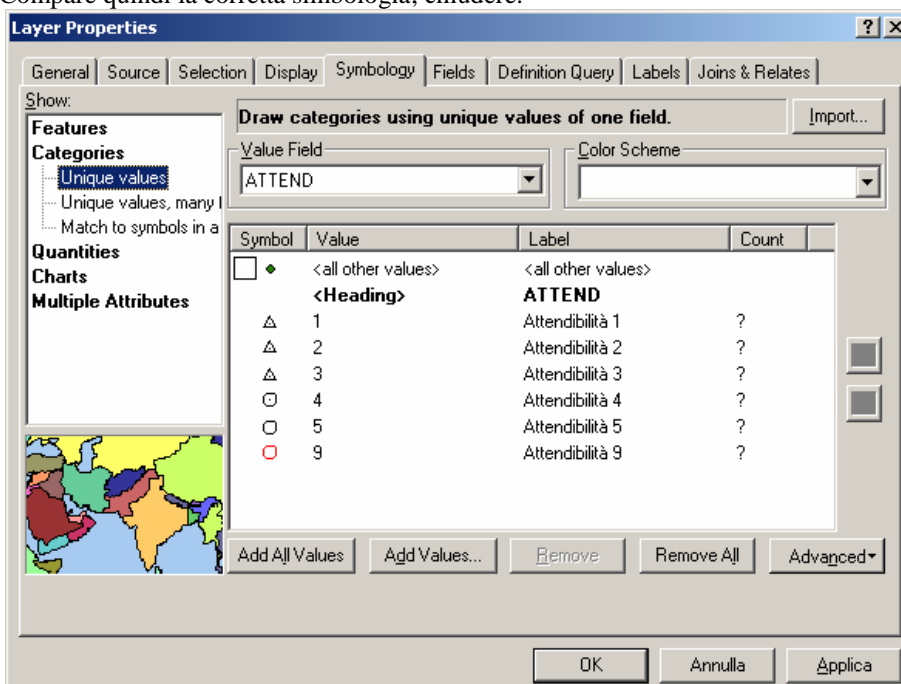 Compare quindi la corretta simbologia, chiudere.
Layer Properties
General Source Selection Display Symbology Fields Definition Query Labels Joins & Relates
Show:
Features
Categories
Unique values
Unique values, many
Match to symbols in a
Quantities
Charts
Multiple Attributes
Draw categories using unique values of one field.
Import...
Value Field
ATTEND
Color Scheme
Symbol Value Label Count
<all other values> <all other values>
<Heading> ATTEND
1 Attendibilità 1 ?
2 Attendibilità 2 ?
3 Attendibilità 3 ?
4 Attendibilità 4 ?
5 Attendibilità 5 ?
9 Attendibilità 9 ?
Add All Values Add Values... Remove Remove All Advanced
OK Annulla Applica